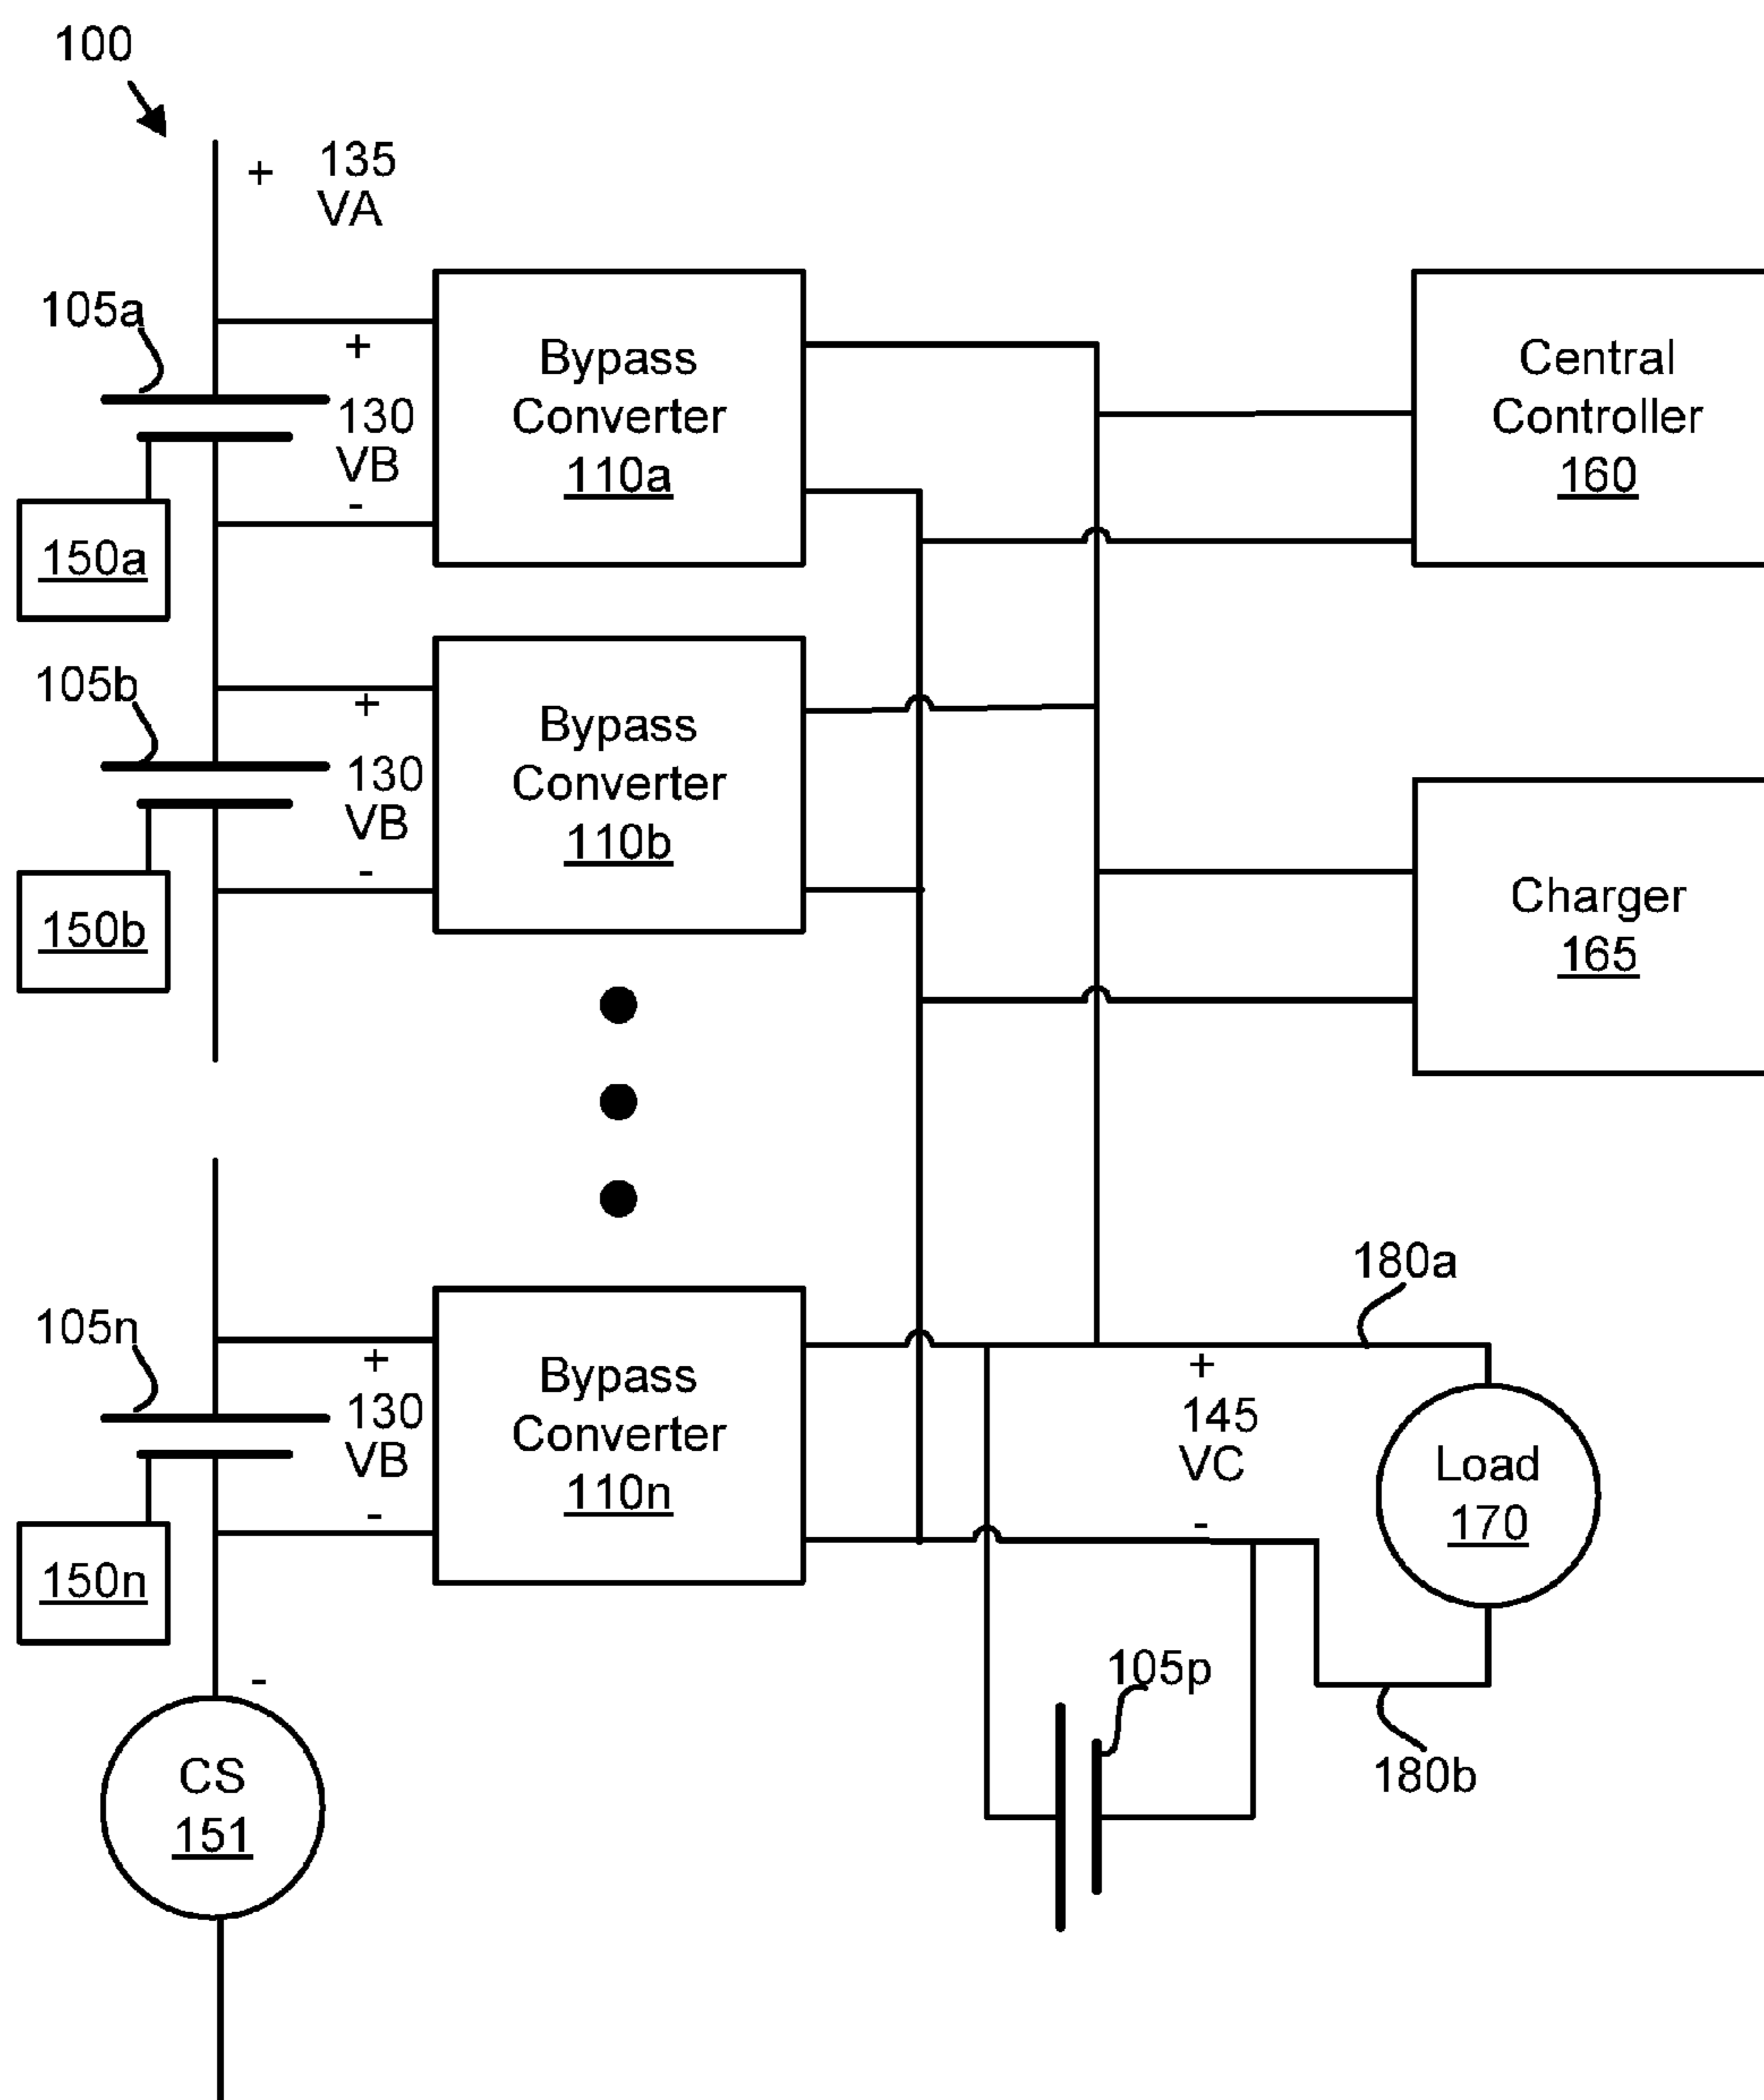 100
+
135
VA
105a
+
130
VB
-
150a
Bypass
Converter
110a
Central
Controller
160
105b
+
130
VB
-
150b
Bypass
Converter
110b
Charger
165
105n
+
130
VB
-
150n
Bypass
Converter
110n
180a
+
145
VC
-
Load
170
180b
105p
-
CS
151